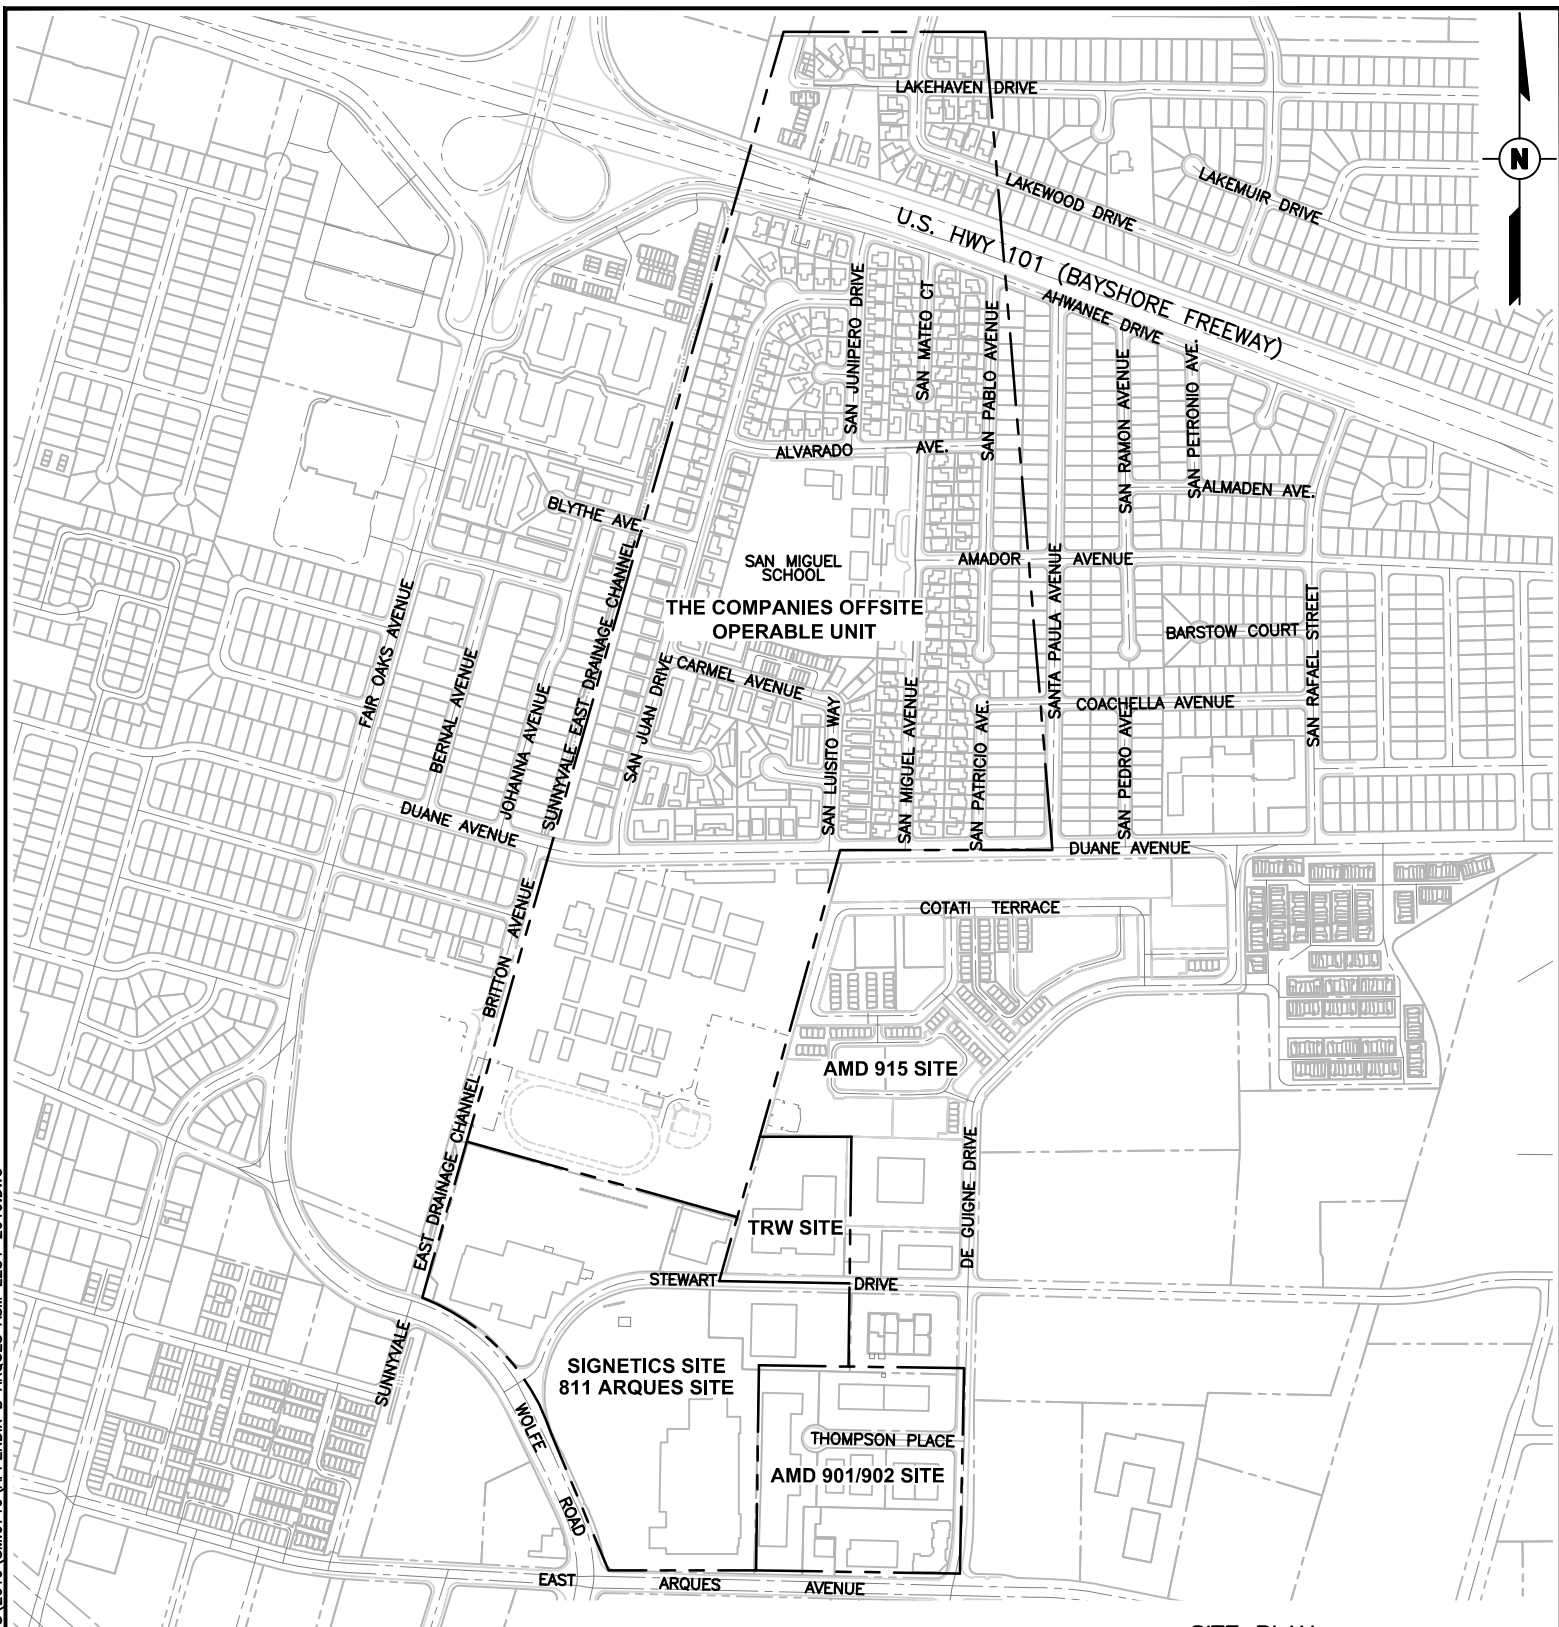 LAKEHAVEN DRIVE
N
LAKEWOOD DRIVE
LAKEMUIR DRIVE
U.S. HWY 101 (BAYSHORE FREEWAY)
AHWANEE DRIVE
SAN JUNIPERO DRIVE
SAN MATEO CT
SAN PABLO AVENUE
SAN RAMON AVENUE
SAN PETRONIO AVE.
ALVARADO AVE.
ALMADEN AVE.
BLYTHE AVE.
SAN MIGUEL
SCHOOL
AMADOR AVENUE
THE COMPANIES OFFSITE
OPERABLE UNIT
FAIR OAKS AVENUE
BERNAL AVENUE
JOHANNA AVENUE
SUNNYVALE EAST DRAINAGE CHANNEL
SAN JUAN DRIVE
CARMEL AVENUE
SAN LUISITO WAY
SAN MIGUEL AVENUE
SAN PATRICIO AVE.
SANTA PAULA AVENUE
BARSTOW COURT
COACHELLA AVENUE
SAN PEDRO AVE.
SAN RAFAEL STREET
DUANE AVENUE
DUANE AVENUE
BRITTON AVENUE
COTATI TERRACE
AMD 915 SITE
SUNNYVALE EAST DRAINAGE CHANNEL
DE GUIGNE DRIVE
TRW SITE
STEWART DRIVE
SIGNETICS SITE
811 ARQUES SITE
WOLFE ROAD
THOMPSON PLACE
AMD 901/902 SITE
EAST ARQUES AVENUE
SITE PLAN